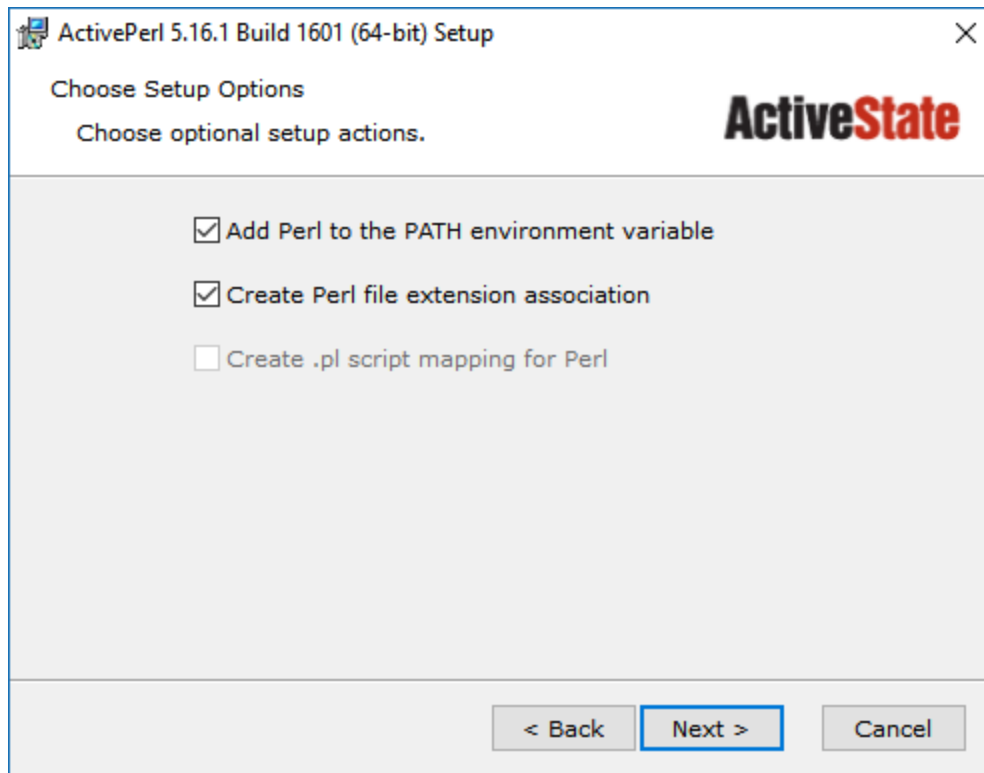 ActivePerl 5.16.1 Build 1601 (64-bit) Setup
Choose Setup Options
Choose optional setup actions.
ActiveState
Add Perl to the PATH environment variable
Create Perl file extension association
Create .pl script mapping for Perl
< Back
Next >
Cancel